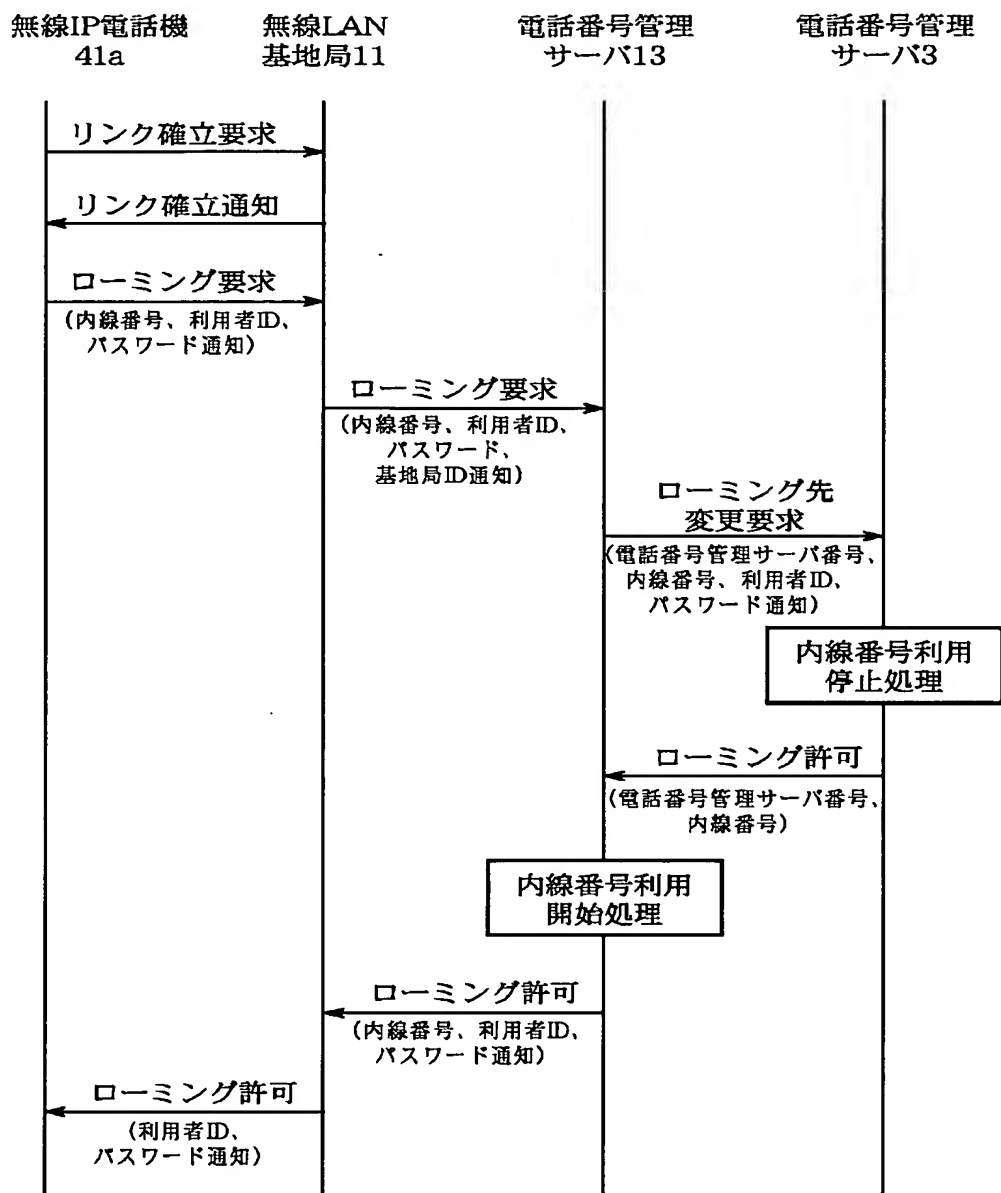 無線IP電話機
41a
無線LAN
基地局11
電話番号管理
サーバ13
電話番号管理
サーバ3
リンク確立要求
リンク確立通知
ローミング要求
(内線番号、利用者ID、
パスワード通知)
ローミング要求
(内線番号、利用者ID、
パスワード、
基地局ID通知)
ローミング先
変更要求
(電話番号管理サーバ番号、
内線番号、利用者ID、
パスワード通知)
内線番号利用
停止処理
ローミング許可
(電話番号管理サーバ番号、
内線番号)
内線番号利用
開始処理
ローミング許可
(内線番号、利用者ID、
パスワード通知)
ローミング許可
(利用者ID、
パスワード通知)